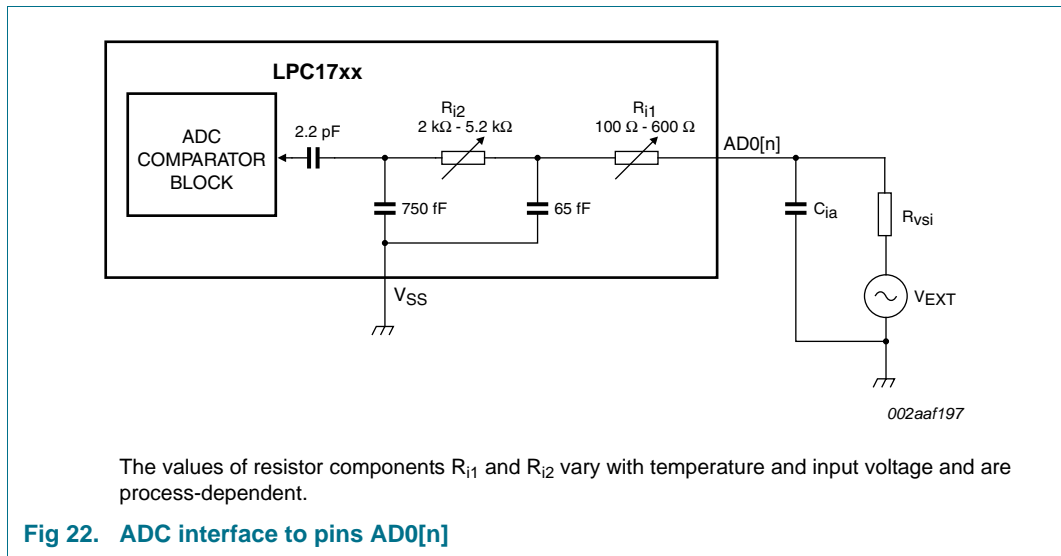 LPC17xx
ADC
COMPARATOR
BLOCK
2.2 pF
Ri2
2 kΩ - 5.2 kΩ
Ri1
100 Ω - 600 Ω
AD0[n]
750 fF
65 fF
Cia
Rvsi
VSS
VEXT
002aaf197
The values of resistor components Ri1 and Ri2 vary with temperature and input voltage and are
process-dependent.
Fig 22. ADC interface to pins AD0[n]